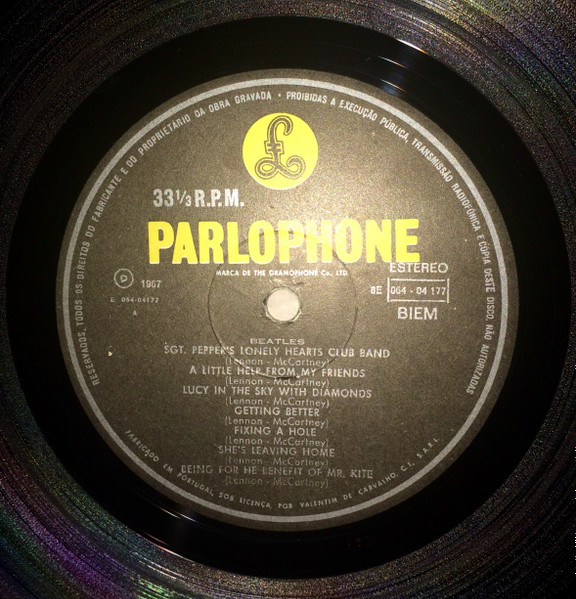 RESERVADOS, TODOS OS DIREITOS DO FABRICANTE E DO PROPRIETÁRIO DA OBRA GRAVADA • PROIBIDAS A EXECUÇÃO PÚBLICA, TRANSMISSÃO RADIOFÓNICA E CÓPIA DESTE DISCO, NÃO AUTORIZADAS
£
33 1/3 R.P.M.
PARLOPHONE
MARCA DE THE GRAMOPHONE Co., LTD.
ESTEREO
P 1967
8E 064 - 04 177
E. 064-04177
BIEM
A
BEATLES
SGT. PEPPER'S LONELY HEARTS CLUB BAND
(Lennon - McCartney)
A LITTLE HELP FROM MY FRIENDS
(Lennon - McCartney)
LUCY IN THE SKY WITH DIAMONDS
(Lennon - McCartney)
GETTING BETTER
(Lennon - McCartney)
FIXING A HOLE
(Lennon - McCartney)
SHE'S LEAVING HOME
(Lennon - McCartney)
BEING FOR HE BENEFIT OF MR. KITE
(Lennon - McCartney)
FABRICADO EM PORTUGAL, SOB LICENÇA, POR VALENTIM DE CARVALHO, C.I., S.A.R.L.